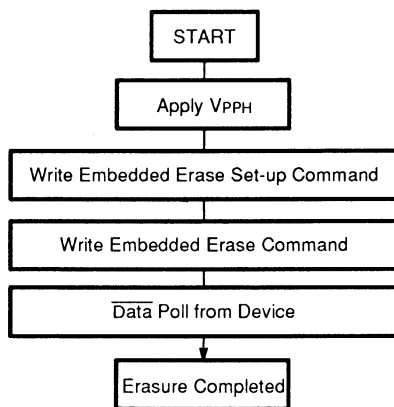 START
Apply VPPH
Write Embedded Erase Set-up Command
Write Embedded Erase Command
Data Poll from Device
Erasure Completed